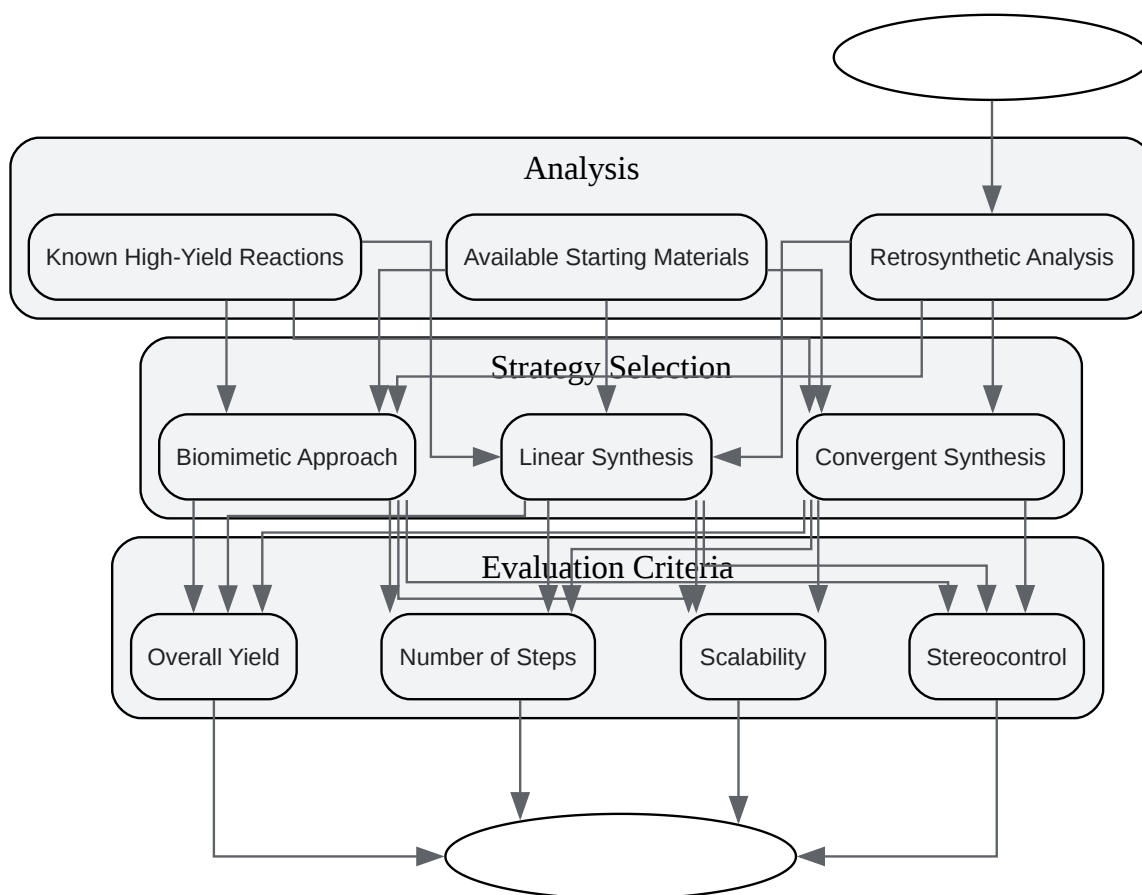 Analysis
Known High-Yield Reactions
Available Starting Materials
Retrosynthetic Analysis
Strategy Selection
Biomimetic Approach
Linear Synthesis
Convergent Synthesis
Evaluation Criteria
Overall Yield
Number of Steps
Scalability
Stereocontrol